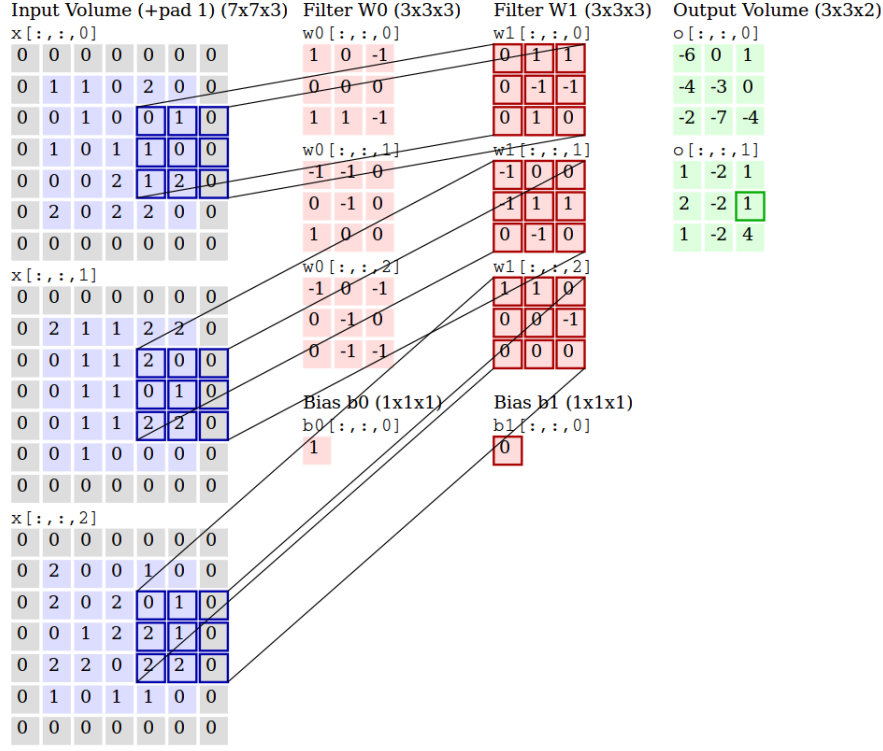 Input Volume (+pad 1) (7x7x3)
x[:,:,0]
0 0 0 0 0 0 0
0 1 1 0 2 0 0
0 0 1 0 0 1 0
0 1 0 1 1 0 0
0 0 0 2 1 2 0
0 2 0 2 2 0 0
0 0 0 0 0 0 0
x[:,:,1]
0 0 0 0 0 0 0
0 2 1 1 2 2 0
0 0 1 1 2 0 0
0 0 1 1 0 1 0
0 0 1 1 2 2 0
0 0 1 0 0 0 0
0 0 0 0 0 0 0
x[:,:,2]
0 0 0 0 0 0 0
0 2 0 0 1 0 0
0 2 0 2 0 1 0
0 0 1 2 2 1 0
0 2 2 0 2 2 0
0 1 0 1 1 0 0
0 0 0 0 0 0 0
Filter W0 (3x3x3)
w0[:,:,0]
1 0 -1
0 0 0
1 1 -1
w0[:,:,1]
-1 -1 0
0 -1 0
1 0 0
w0[:,:,2]
-1 0 -1
0 -1 0
0 -1 -1
Bias b0 (1x1x1)
b0[:,:,0]
1
Filter W1 (3x3x3)
w1[:,:,0]
0 1 1
0 -1 -1
0 1 0
w1[:,:,1]
-1 0 0
-1 1 1
0 -1 0
w1[:,:,2]
1 1 0
0 0 -1
0 0 0
Bias b1 (1x1x1)
b1[:,:,0]
0
Output Volume (3x3x2)
o[:,:,0]
-6 0 1
-4 -3 0
-2 -7 -4
o[:,:,1]
1 -2 1
2 -2 1
1 -2 4